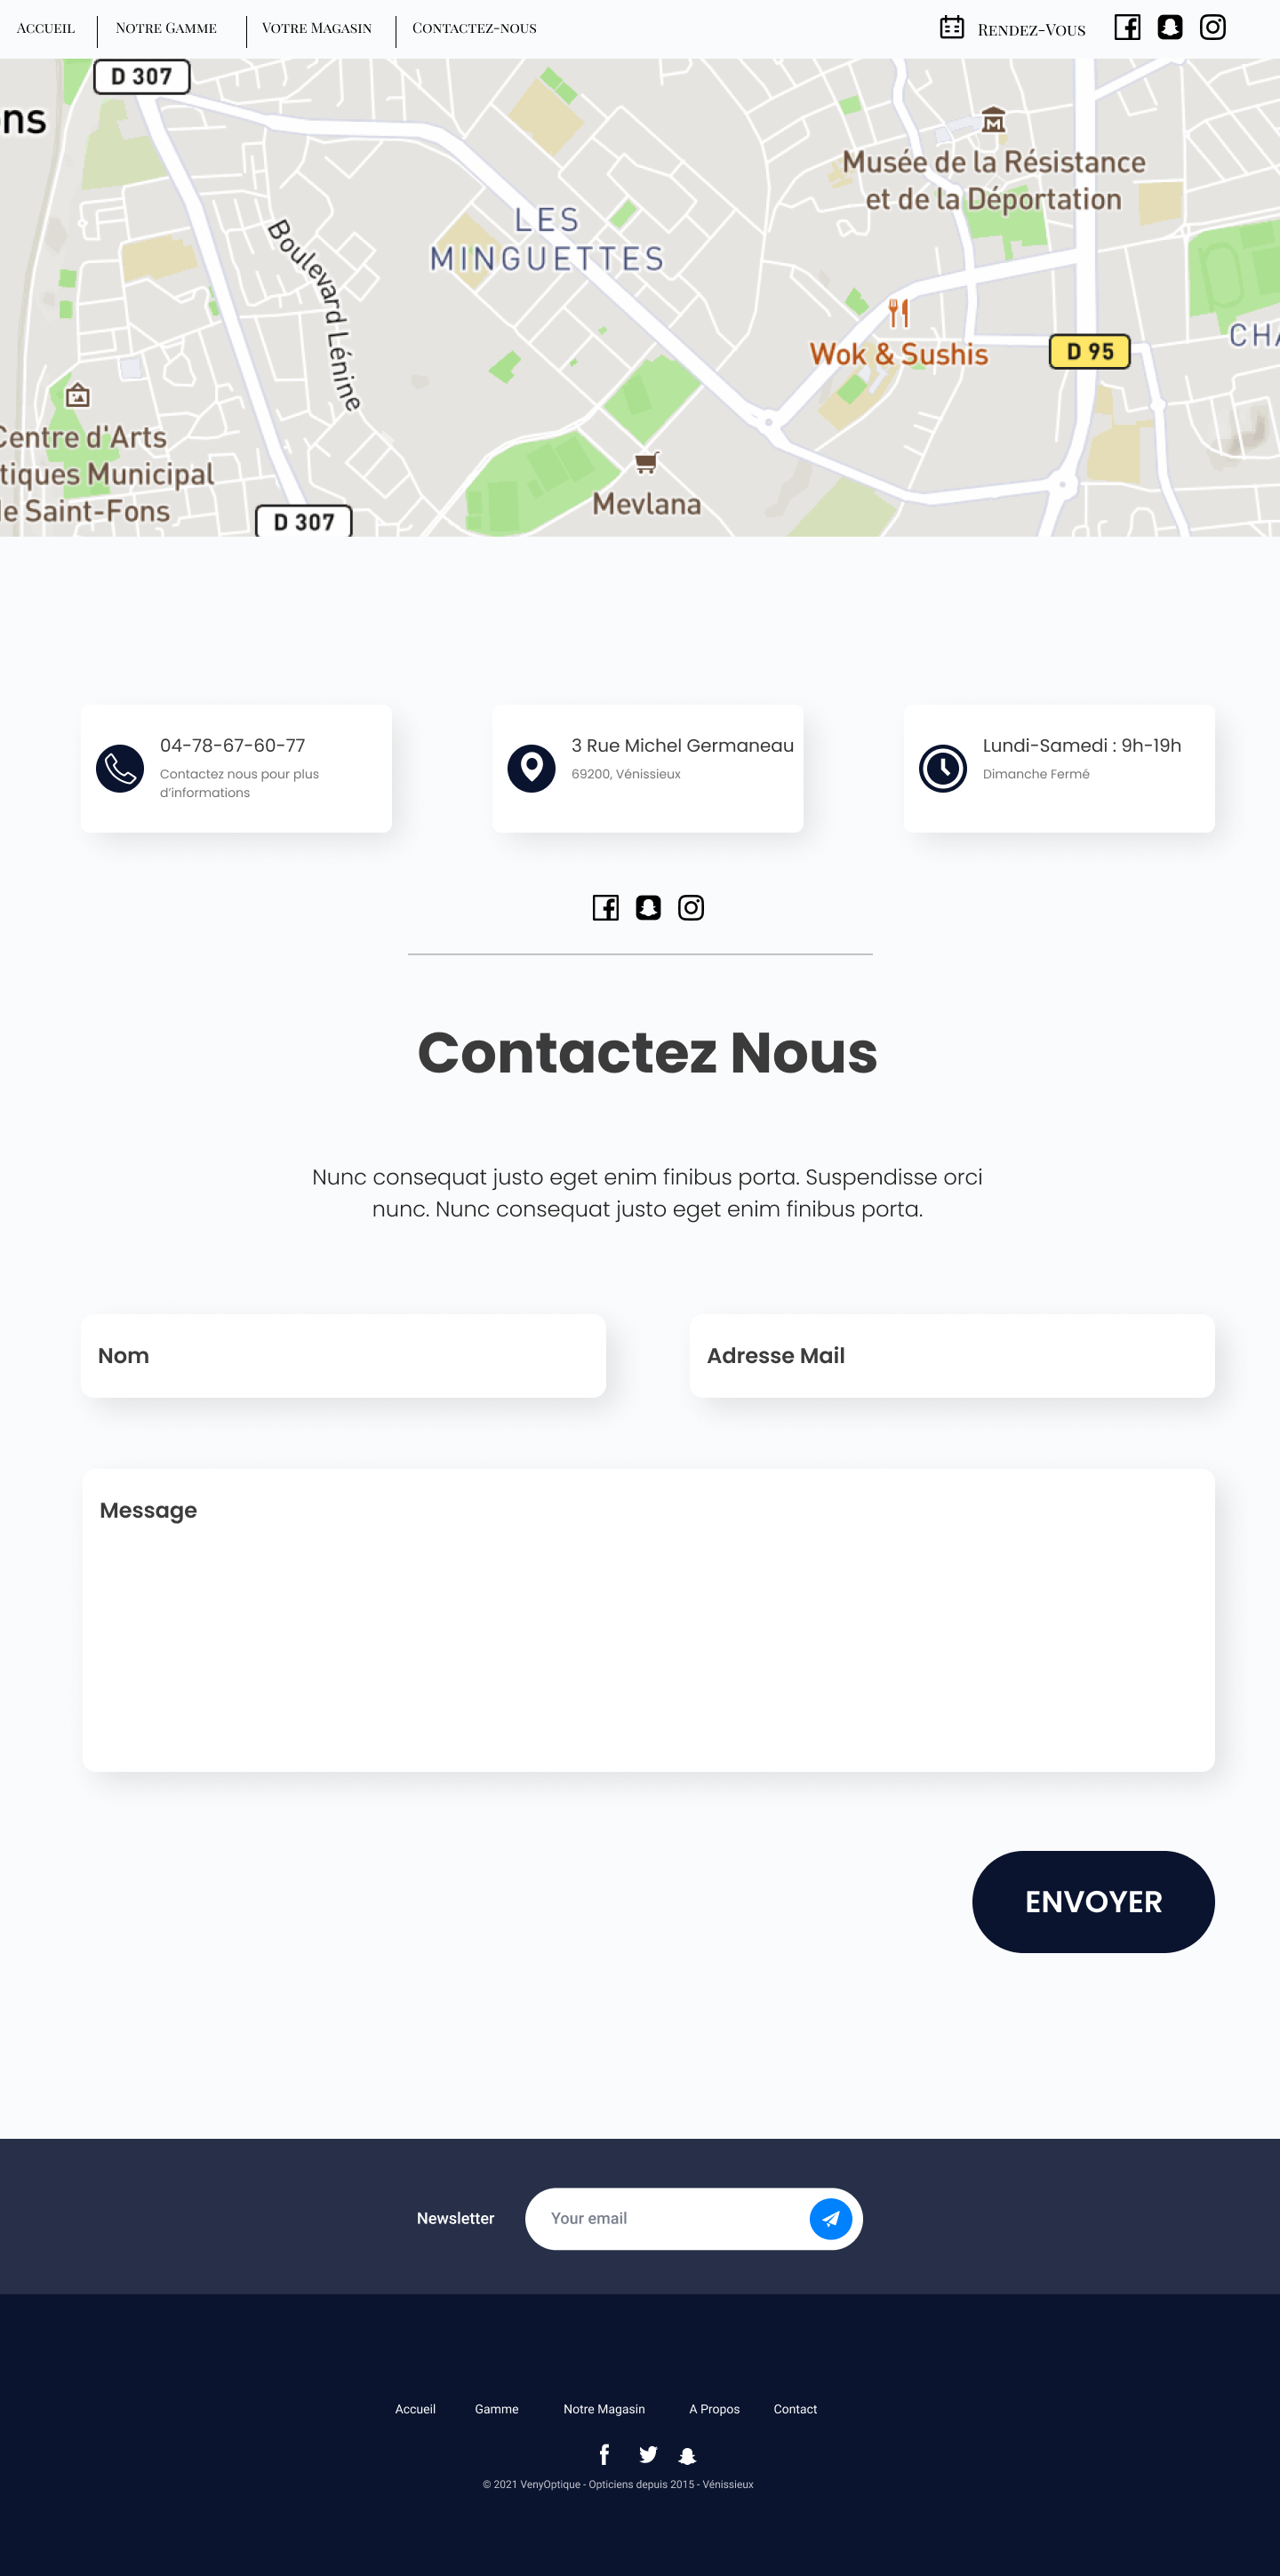 Accueil
Notre Gamme
Votre Magasin
Contactez-nous
Rendez-Vous
D 307
ons
Musée de la Résistance
et de la Déportation
LES
MINGUETTES
Boulevard Lénine
Wok & Sushis
D 95
CHA
Centre d'Arts
tiques Municipal
de Saint-Fons
Mevlana
D 307
04-78-67-60-77
Contactez nous pour plus
d'informations
3 Rue Michel Germaneau
69200, Vénissieux
Lundi-Samedi : 9h-19h
Dimanche Fermé
Contactez Nous
Nunc consequat justo eget enim finibus porta. Suspendisse orci
nunc. Nunc consequat justo eget enim finibus porta.
Nom
Adresse Mail
Message
ENVOYER
Newsletter
Your email
Accueil
Gamme
Notre Magasin
A Propos
Contact
© 2021 VenyOptique - Opticiens depuis 2015 - Vénissieux